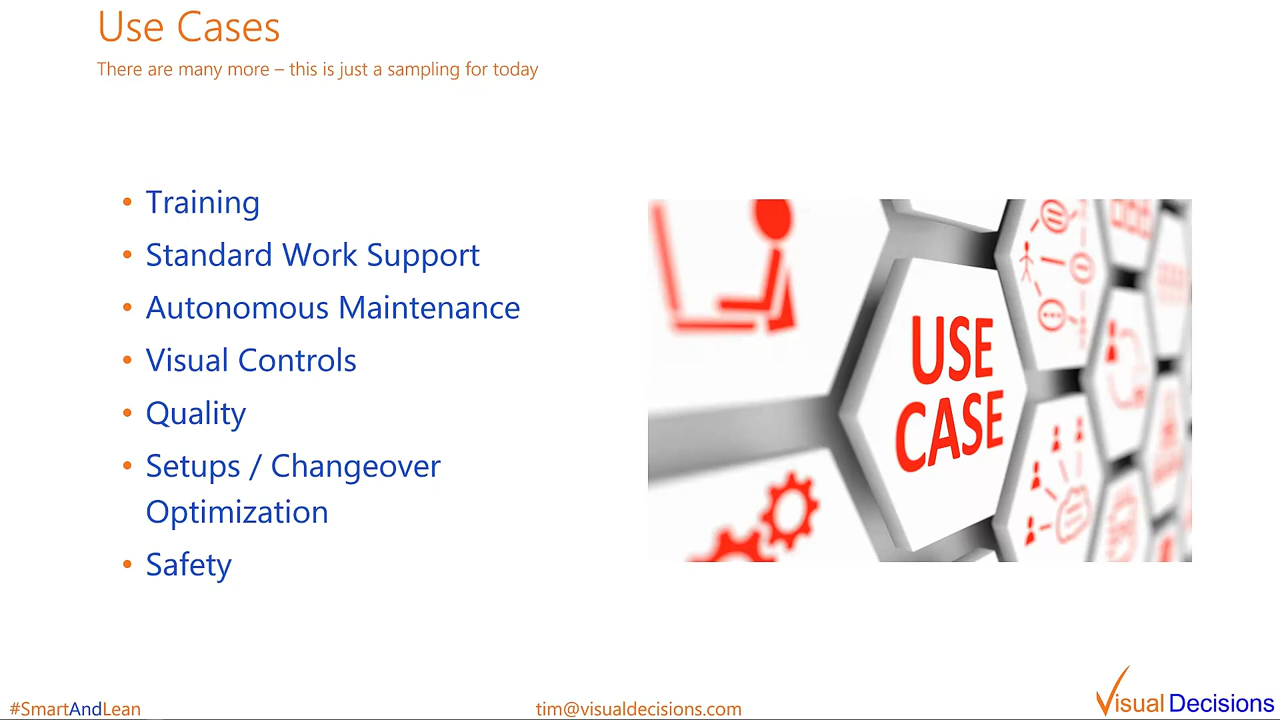 Use Cases
There are many more – this is just a sampling for today
• Training
• Standard Work Support
• Autonomous Maintenance
• Visual Controls
• Quality
• Setups / Changeover
Optimization
• Safety
USE
CASE
#SmartAndLean
tim@visualdecisions.com
Visual Decisions